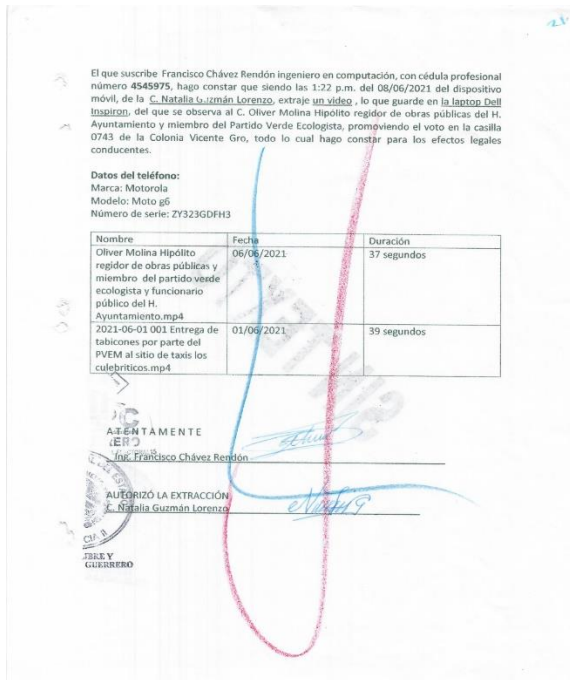 El que suscribe Francisco Chávez Rendón ingeniero en computación, con cédula profesional
número 4545975, hago constar que siendo las 1:22 p.m. del 08/06/2021 del dispositivo
móvil, de la C. Natalia Guzmán Lorenzo, extraje un video , lo que guarde en la laptop Dell
Inspiron, del que se observa al C. Oliver Molina Hipólito regidor de obras públicas del H.
Ayuntamiento y miembro del Partido Verde Ecologista, promoviendo el voto en la casilla
0743 de la Colonia Vicente Gro, todo lo cual hago constar para los efectos legales
conducentes.
Datos del teléfono:
Marca: Motorola
Modelo: Moto g6
Número de serie: ZY323GDFH3
Nombre Fecha Duración
Oliver Molina Hipólito 06/06/2021 37 segundos
regidor de obras públicas y
miembro del partido verde
ecologista y funcionario
público del H.
Ayuntamiento.mp4
2021-06-01 001 Entrega de 01/06/2021 39 segundos
tabicones por parte del
PVEM al sitio de taxis los
culebriticos.mp4
SIN TEXTO
ATENTAMENTE
Ing. Francisco Chávez Rendón
AUTORIZÓ LA EXTRACCIÓN
C. Natalia Guzmán Lorenzo
GUERRERO